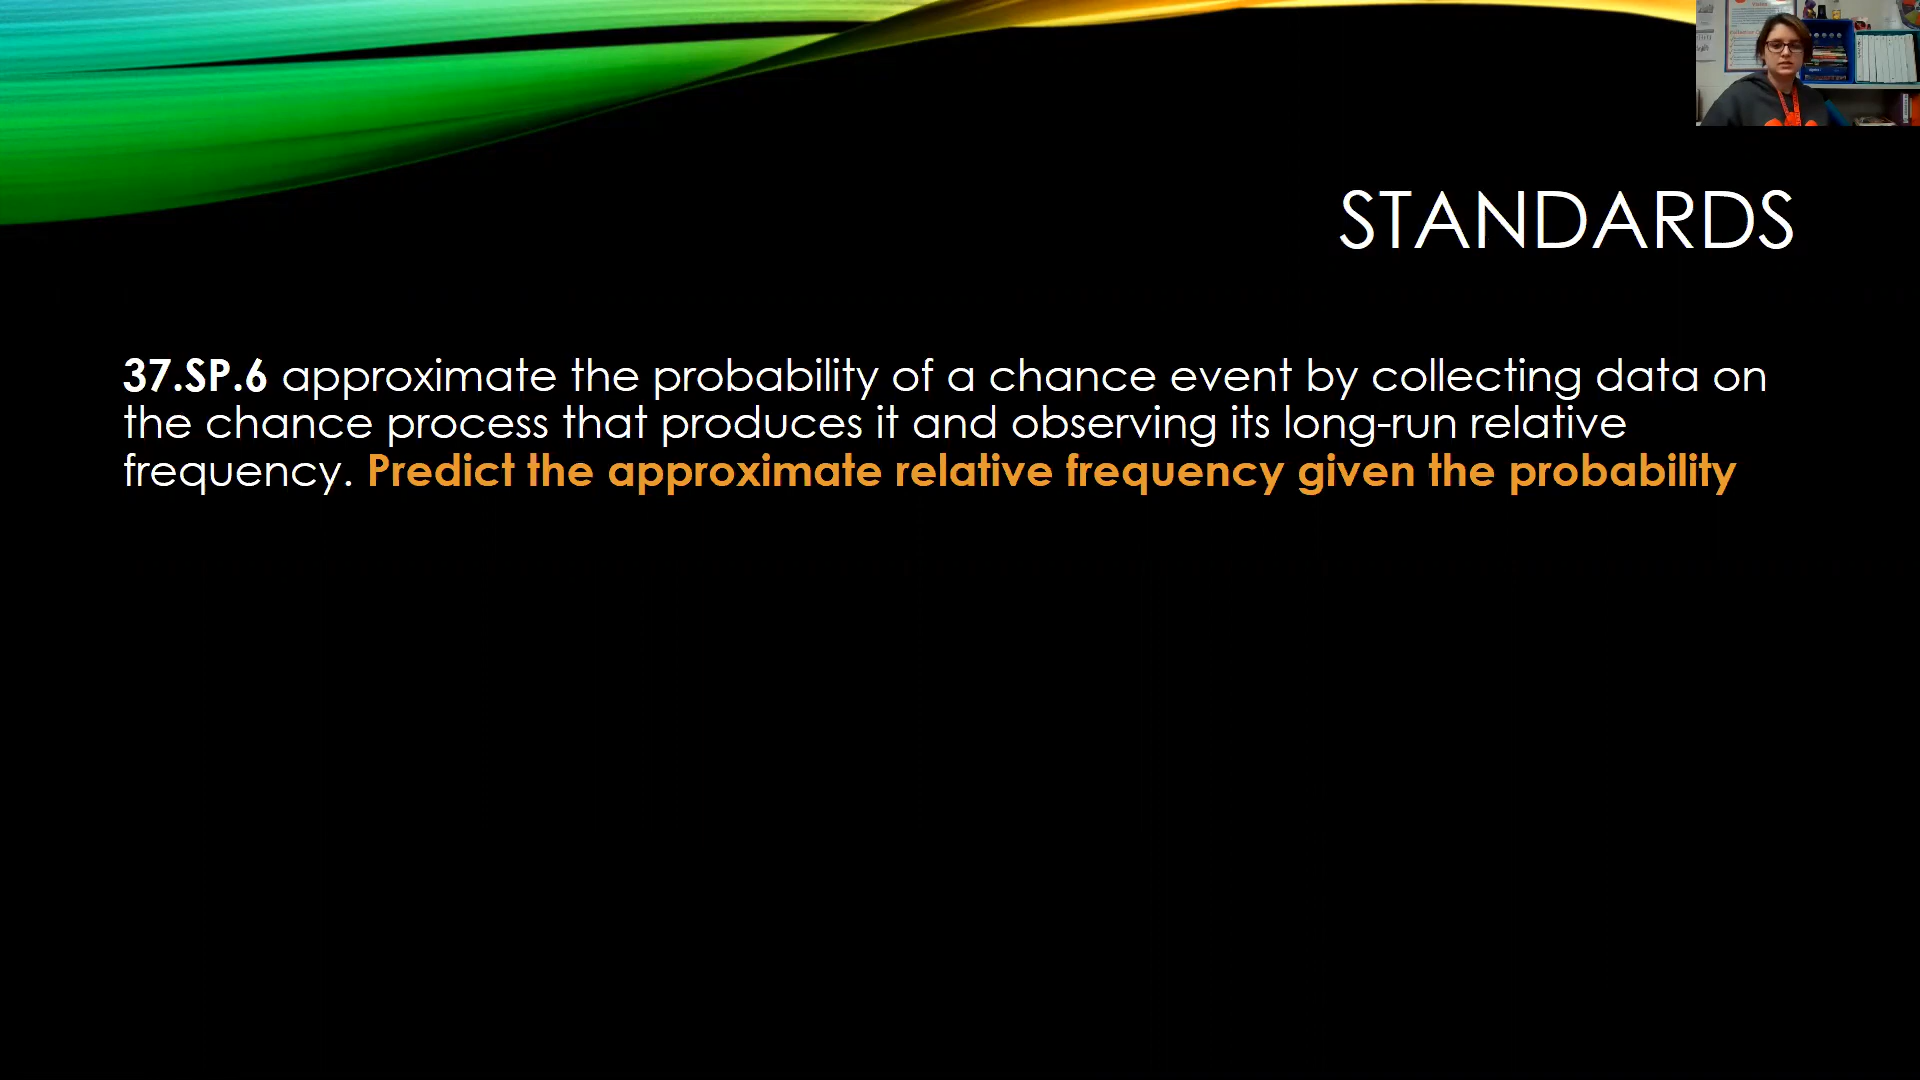 STANDARDS
37.SP.6 approximate the probability of a chance event by collecting data on
the chance process that produces it and observing its long-run relative
frequency. Predict the approximate relative frequency given the probability